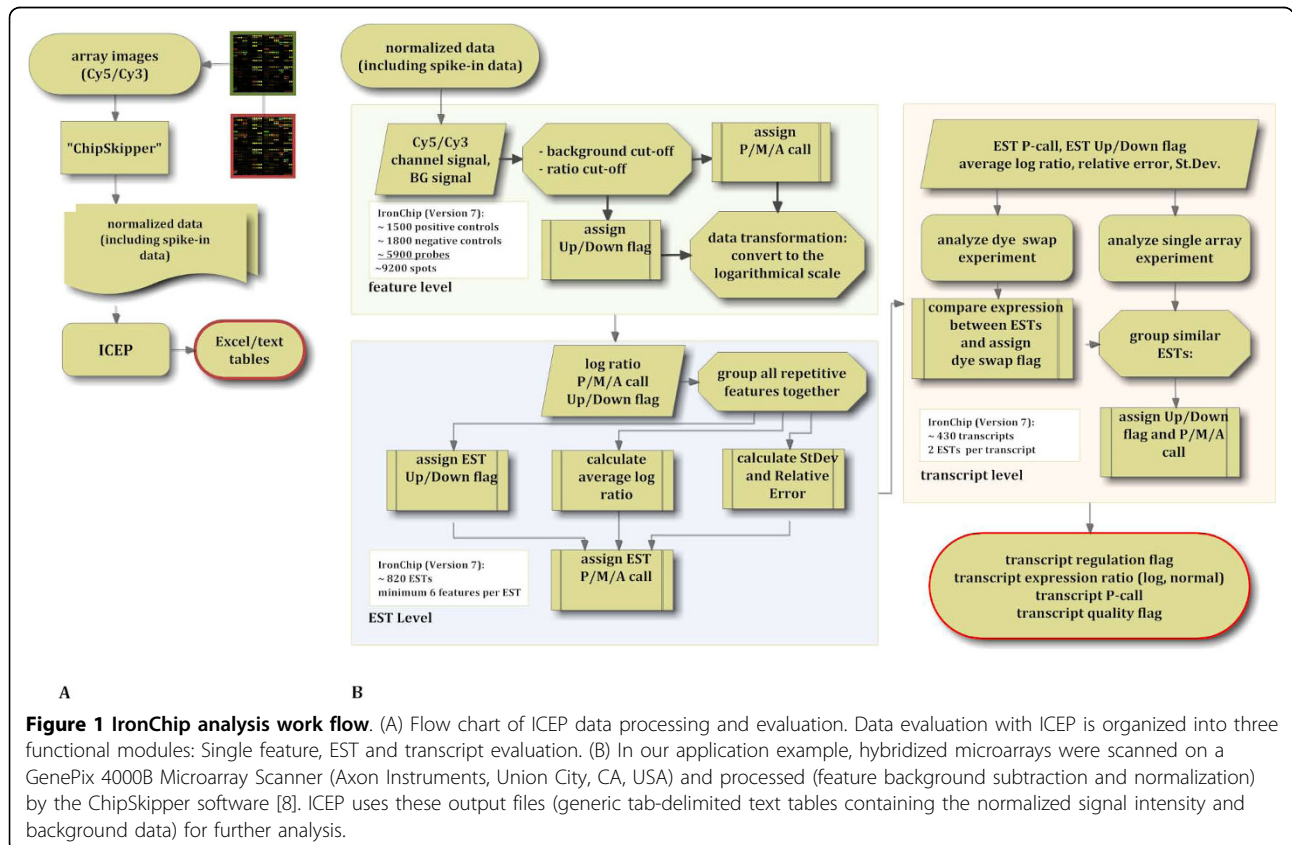 array images
(Cy5/Cy3)
"ChipSkipper"
normalized data
(including spike-in
data)
ICEP
Excel/text
tables
A
normalized data
(including spike-in data)
Cy5/Cy3
channel signal,
BG signal
- background cut-off
- ratio cut-off
assign
P/M/A call
IronChip (Version 7):
~ 1500 positive controls
~ 1800 negative controls
~ 5900 probes
~9200 spots
feature level
assign
Up/Down flag
data transformation:
convert to the
logarithmical scale
log ratio
P/M/A call
Up/Down flag
group all repetitive
features together
assign EST
Up/Down flag
calculate
average log
ratio
calculate StDev
and Relative
Error
IronChip (Version 7):
~ 820 ESTs
minimum 6 features per EST
assign EST
P/M/A call
EST Level
EST P-call, EST Up/Down flag
average log ratio, relative error, St.Dev.
analyze dye swap
experiment
analyze single array
experiment
compare expression
between ESTs
and assign
dye swap flag
group similar
ESTs:
IronChip (Version 7):
~ 430 transcripts
2 ESTs per transcript
assign Up/Down
flag and P/M/A
call
transcript level
transcript regulation flag
transcript expression ratio (log, normal)
transcript P-call
transcript quality flag
B
Figure 1 IronChip analysis work flow. (A) Flow chart of ICEP data processing and evaluation. Data evaluation with ICEP is organized into three
functional modules: Single feature, EST and transcript evaluation. (B) In our application example, hybridized microarrays were scanned on a
GenePix 4000B Microarray Scanner (Axon Instruments, Union City, CA, USA) and processed (feature background subtraction and normalization)
by the ChipSkipper software [8]. ICEP uses these output files (generic tab-delimited text tables containing the normalized signal intensity and
background data) for further analysis.